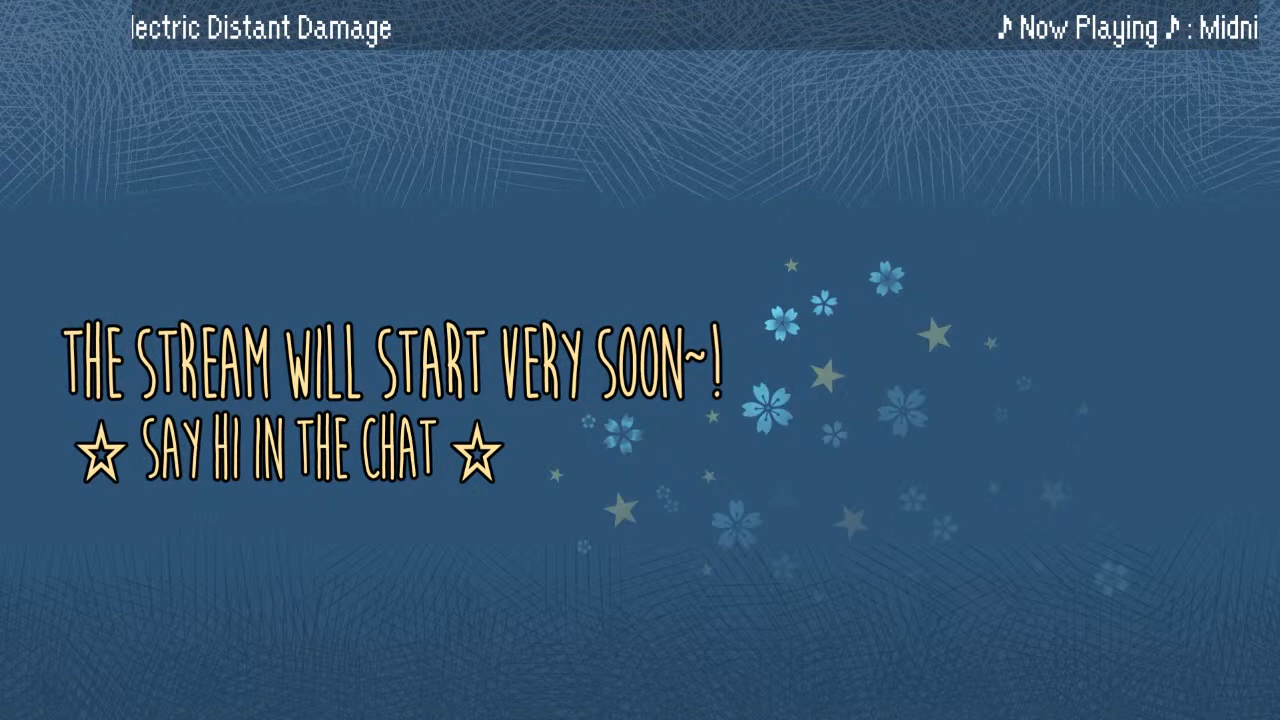 lectric Distant Damage
♪ Now Playing ♪ : Midni
THE STREAM WILL START VERY SOON~!
☆ SAY HI IN THE CHAT ☆